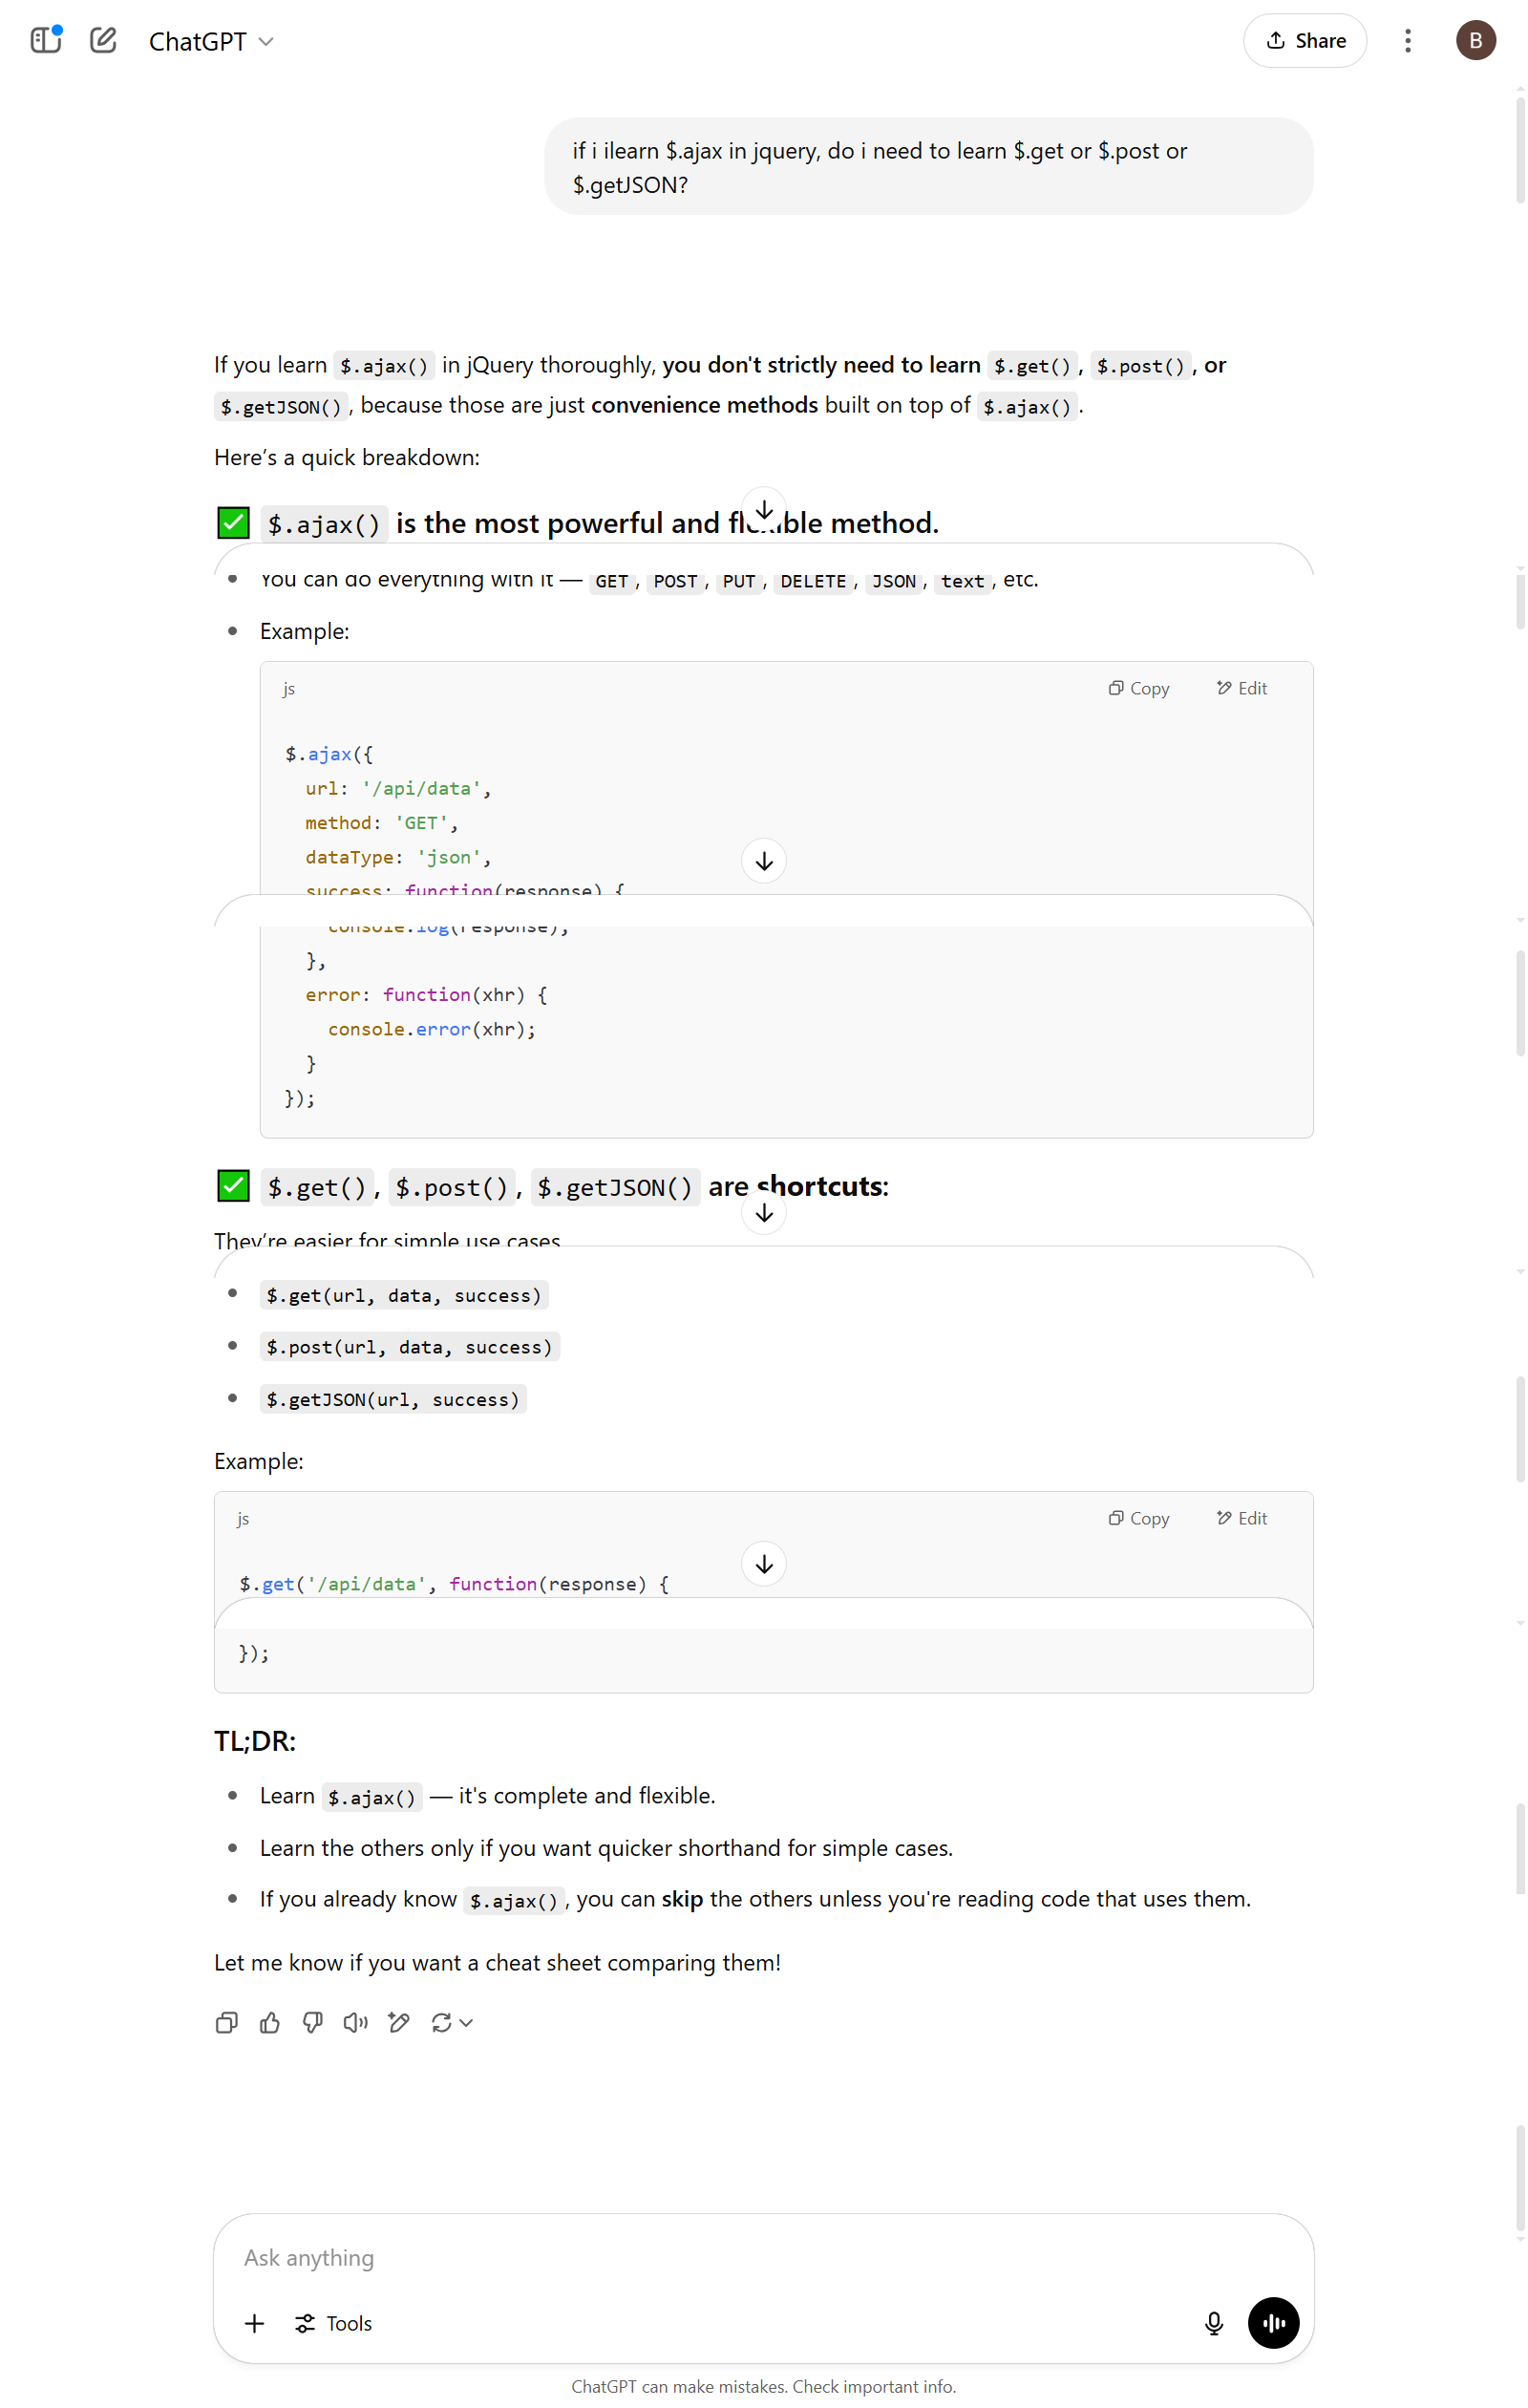 ChatGPT
Share
B
if i ilearn $.ajax in jquery, do i need to learn $.get or $.post or
$.getJSON?
If you learn $.ajax() in jQuery thoroughly, you don't strictly need to learn $.get(), $.post(), or
$.getJSON(), because those are just convenience methods built on top of $.ajax().
Here’s a quick breakdown:
✅ $.ajax() is the most powerful and flexible method.
You can do everything with it — GET, POST, PUT, DELETE, JSON, text, etc.
Example:
js
Copy
Edit
$.ajax({
url: '/api/data',
method: 'GET',
dataType: 'json',
success: function(response) {
console.log(response);
},
error: function(xhr) {
console.error(xhr);
}
});
✅ $.get(), $.post(), $.getJSON() are shortcuts:
They’re easier for simple use cases
$.get(url, data, success)
$.post(url, data, success)
$.getJSON(url, success)
Example:
js
Copy
Edit
$.get('/api/data', function(response) {
});
TL;DR:
Learn $.ajax() — it's complete and flexible.
Learn the others only if you want quicker shorthand for simple cases.
If you already know $.ajax(), you can skip the others unless you're reading code that uses them.
Let me know if you want a cheat sheet comparing them!
Ask anything
Tools
ChatGPT can make mistakes. Check important info.